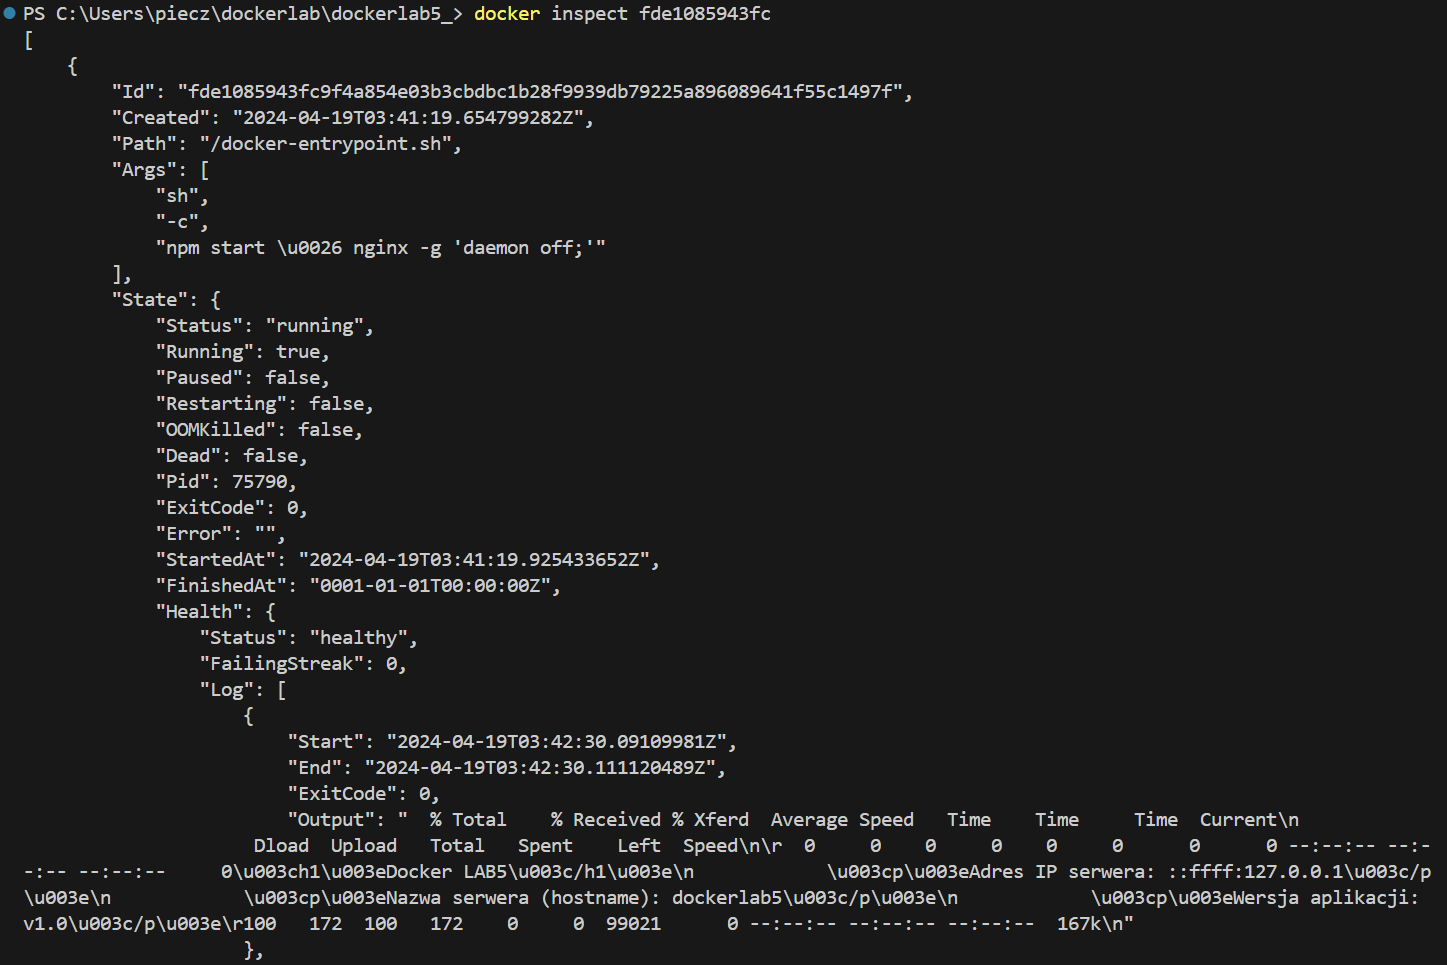 PS C:\Users\piecz\dockerlab\dockerlab5_> docker inspect fde1085943fc
[
    {
        "Id": "fde1085943fc9f4a854e03b3cbdbc1b28f9939db79225a896089641f55c1497f",
        "Created": "2024-04-19T03:41:19.654799282Z",
        "Path": "/docker-entrypoint.sh",
        "Args": [
            "sh",
            "-c",
            "npm start \u0026 nginx -g 'daemon off;'"
        ],
        "State": {
            "Status": "running",
            "Running": true,
            "Paused": false,
            "Restarting": false,
            "OOMKilled": false,
            "Dead": false,
            "Pid": 75790,
            "ExitCode": 0,
            "Error": "",
            "StartedAt": "2024-04-19T03:41:19.925433652Z",
            "FinishedAt": "0001-01-01T00:00:00Z",
            "Health": {
                "Status": "healthy",
                "FailingStreak": 0,
                "Log": [
                    {
                        "Start": "2024-04-19T03:42:30.09109981Z",
                        "End": "2024-04-19T03:42:30.111120489Z",
                        "ExitCode": 0,
                        "Output": "  % Total    % Received % Xferd  Average Speed   Time    Time     Time  Current\n
                     Dload  Upload   Total   Spent    Left  Speed\n\r  0     0    0     0    0     0      0      0 --:--:-- --:-
-:-- --:--:--     0\u003ch1\u003eDocker LAB5\u003c/h1\u003e\n            \u003cp\u003eAdres IP serwera: ::ffff:127.0.0.1\u003c/p
\u003e\n            \u003cp\u003eNazwa serwera (hostname): dockerlab5\u003c/p\u003e\n            \u003cp\u003eWersja aplikacji: 
v1.0\u003c/p\u003e\r100   172  100   172    0     0  99021      0 --:--:-- --:--:-- --:--:--  167k\n"
                    },